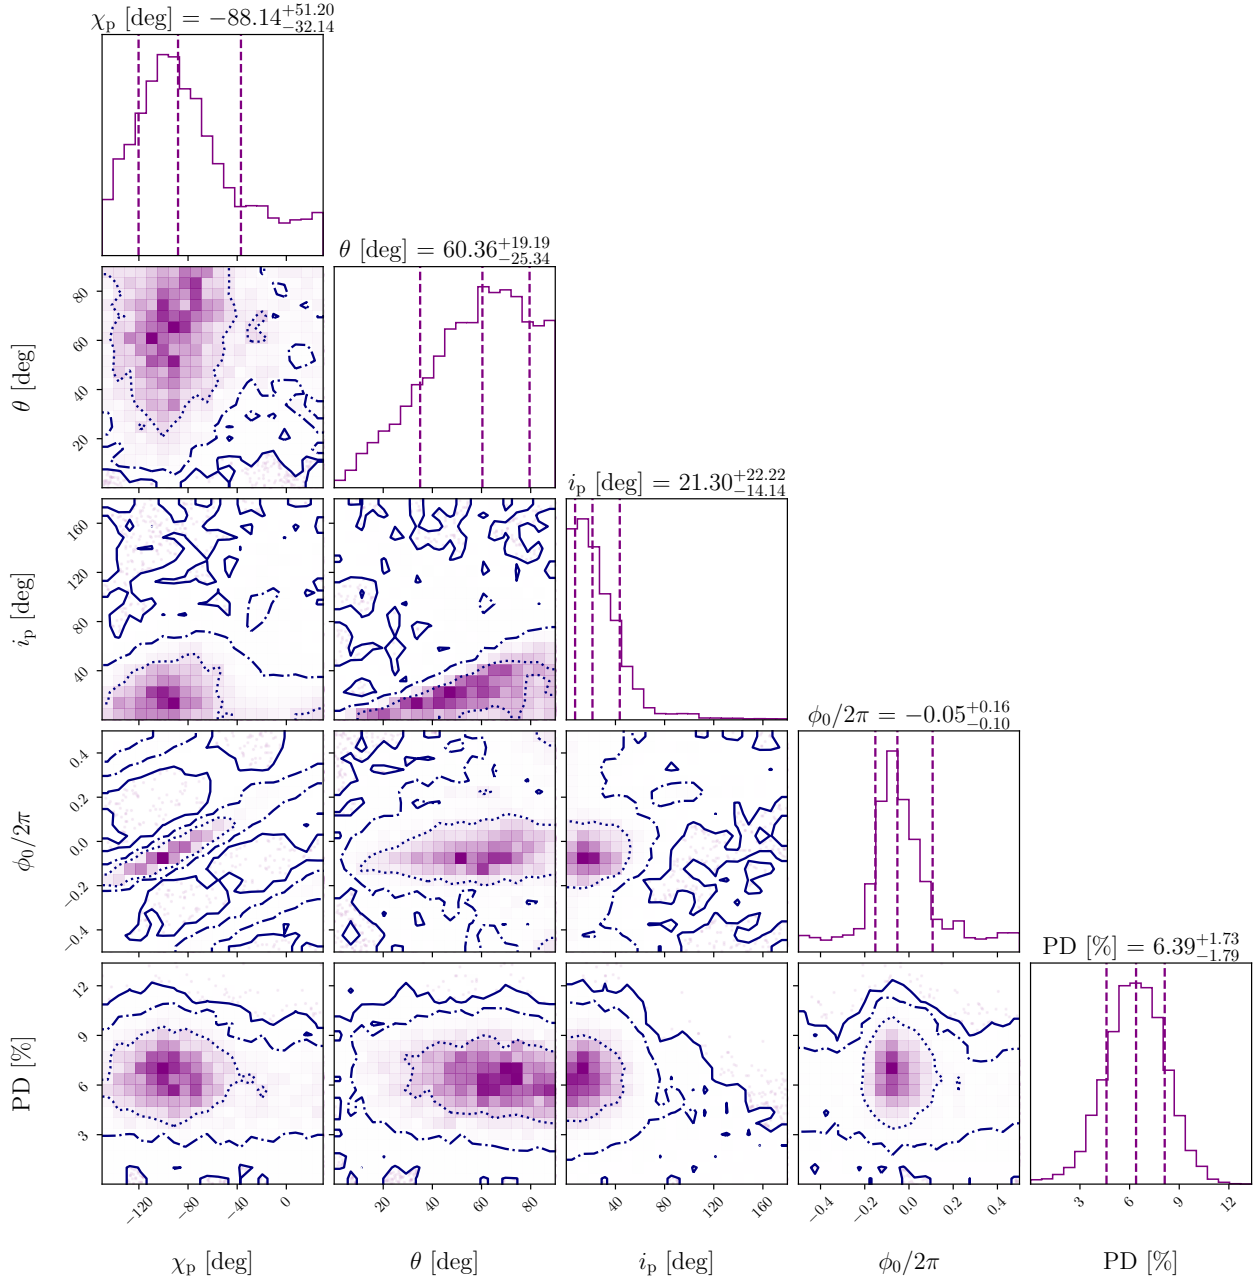 χp [deg] = −88.14+51.20−32.14
θ [deg] = 60.36+19.19−25.34
ip [deg] = 21.30+22.22−14.14
ϕ0/2π = −0.05+0.16−0.10
PD [%] = 6.39+1.73−1.79
θ [deg]
80
60
40
20
ip [deg]
160
120
80
40
ϕ0/2π
0.4
0.2
0.0
−0.2
−0.4
PD [%]
12
9
6
3
−120 −80 −40 0
20 40 60 80
40 80 120 160
−0.4 −0.2 0.0 0.2 0.4
3 6 9 12
χp [deg]
θ [deg]
ip [deg]
ϕ0/2π
PD [%]